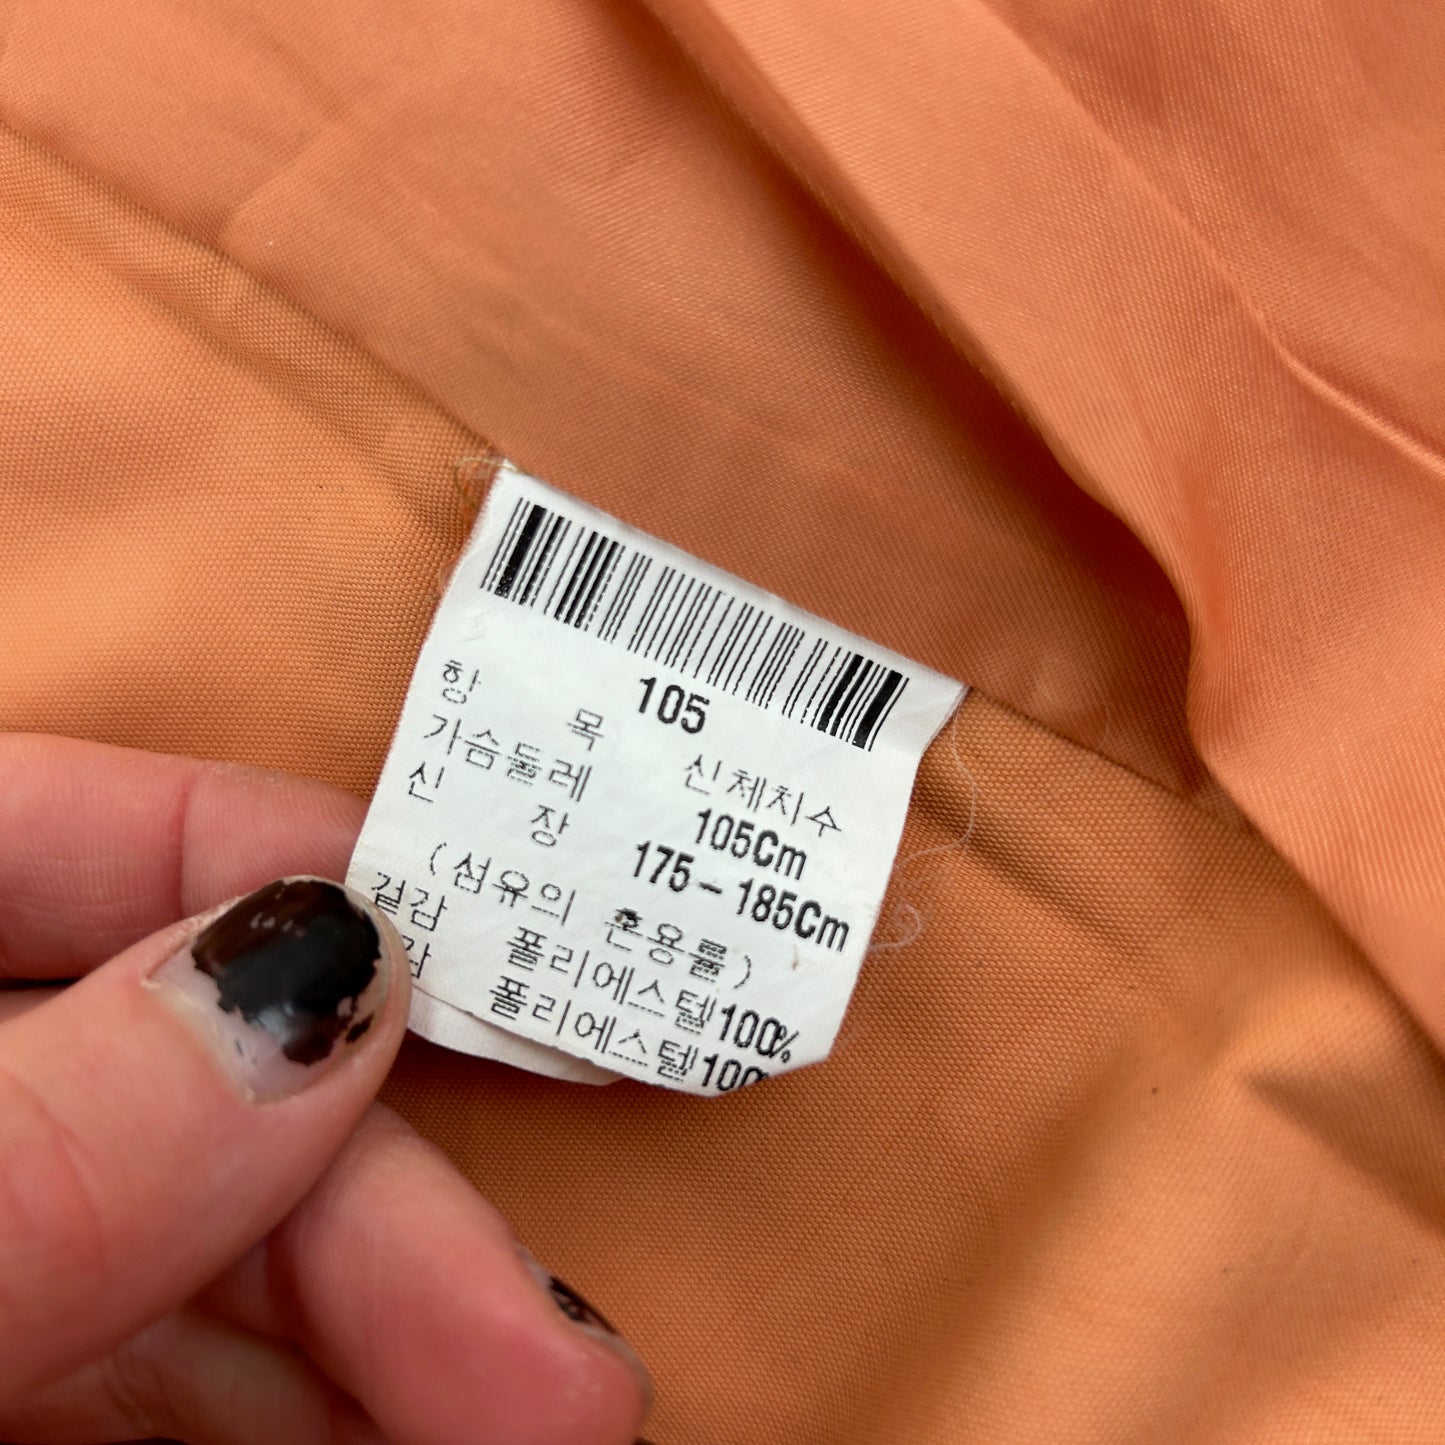 105
항 목 신체치수
가슴둘레 105Cm
신 장 175-185Cm
(섬유의 혼용률)
겉감 폴리에스텔100%
감 폴리에스텔100